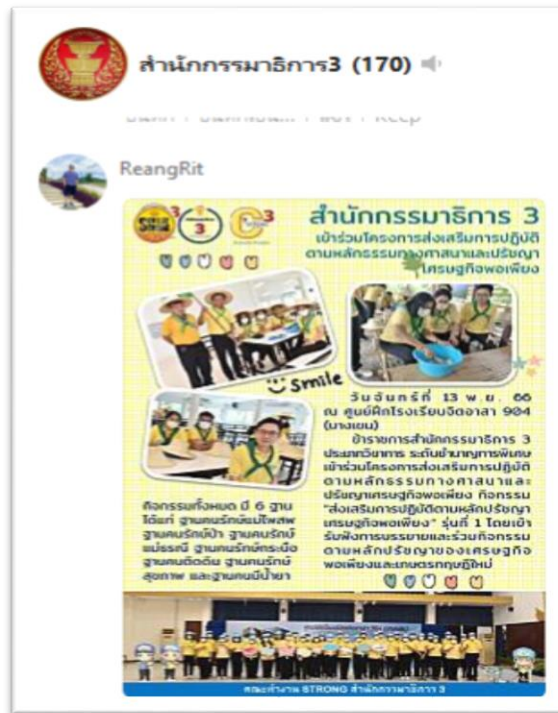 สำนักกรรมาธิการ3 (170)
ReangRit
สำนักกรรมาธิการ 3
เข้าร่วมโครงการส่งเสริมการปฏิบัติ
ตามหลักธรรมทางศาสนาและปรัชญา
เศรษฐกิจพอเพียง
smile
วันจันทร์ที่ 13 พ.ย. 66
ณ ศูนย์ฝึกโรงเรียนจิตอาสา 904
(บางเขน)
ข้าราชการสำนักกรรมาธิการ 3
ประเภทวิชาการ ระดับชำนาญการพิเศษ
เข้าร่วมโครงการส่งเสริมการปฏิบัติ
ตามหลักธรรมทางศาสนาและ
ปรัชญาเศรษฐกิจพอเพียง กิจกรรม
"ส่งเสริมการปฏิบัติตามหลักปรัชญา
เศรษฐกิจพอเพียง" รุ่นที่ 1 โดยเข้า
รับฟังการบรรยายและร่วมกิจกรรม
ตามหลักปรัชญาของเศรษฐกิจ
พอเพียงและเกษตรทฤษฎีใหม่
กิจกรรมทั้งหมด มี 6 ฐาน
ได้แก่ ฐานคนรักษ์แม่โพสพ
ฐานคนรักษ์ป่า ฐานคนรักษ์
แม่ธรณี ฐานคนรักษ์กระบือ
ฐานคนติดดิน ฐานคนรักษ์
สุขภาพ และฐานคนมีน้ำยา
คณะทำงาน STRONG สำนักกรรมาธิการ 3